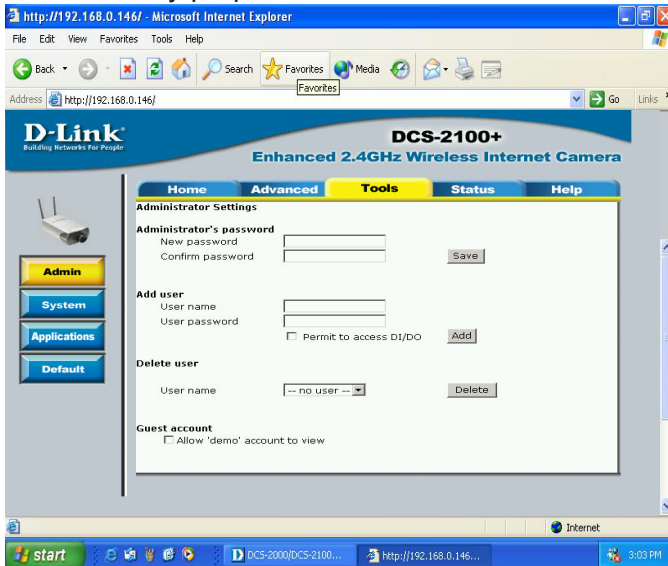 http://192.168.0.146/ - Microsoft Internet Explorer
File Edit View Favorites Tools Help
Back Search Favorites Media
Favorites
Address http://192.168.0.146/ Go Links
D-Link
Building Networks For People
DCS-2100+
Enhanced 2.4GHz Wireless Internet Camera
Home Advanced Tools Status Help
Admin
System
Applications
Default
Administrator Settings
Administrator's password
New password
Confirm password Save
Add user
User name
User password
Permit to access DI/DO Add
Delete user
User name -- no user -- Delete
Guest account
Allow 'demo' account to view
Internet
start DCS-2000/DCS-2100... http://192.168.0.146... 3:03 PM